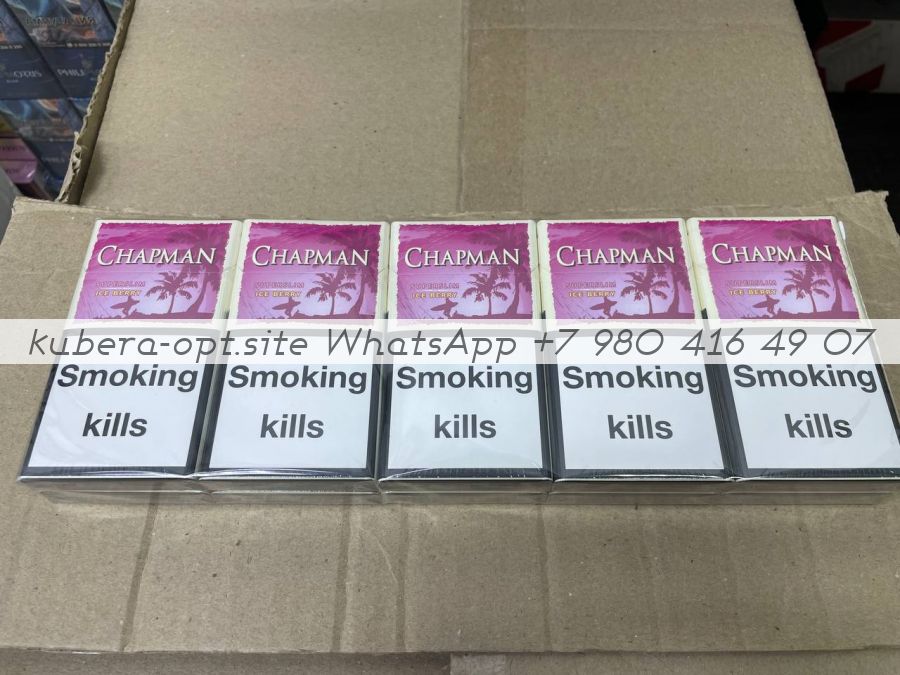 PHILI
CHAPMAN
SUPERSLIM
ICE BERRY
CHAPMAN
SUPERSLIM
ICE BERRY
CHAPMAN
SUPERSLIM
ICE BERRY
CHAPMAN
SUPERSLIM
ICE BERRY
CHAPMAN
SUPERSLIM
ICE BERRY
kubera-opt.site WhatsApp +7 980 416 49 07
Smoking
kills
Smoking
kills
Smoking
kills
Smoking
kills
Smoking
kills